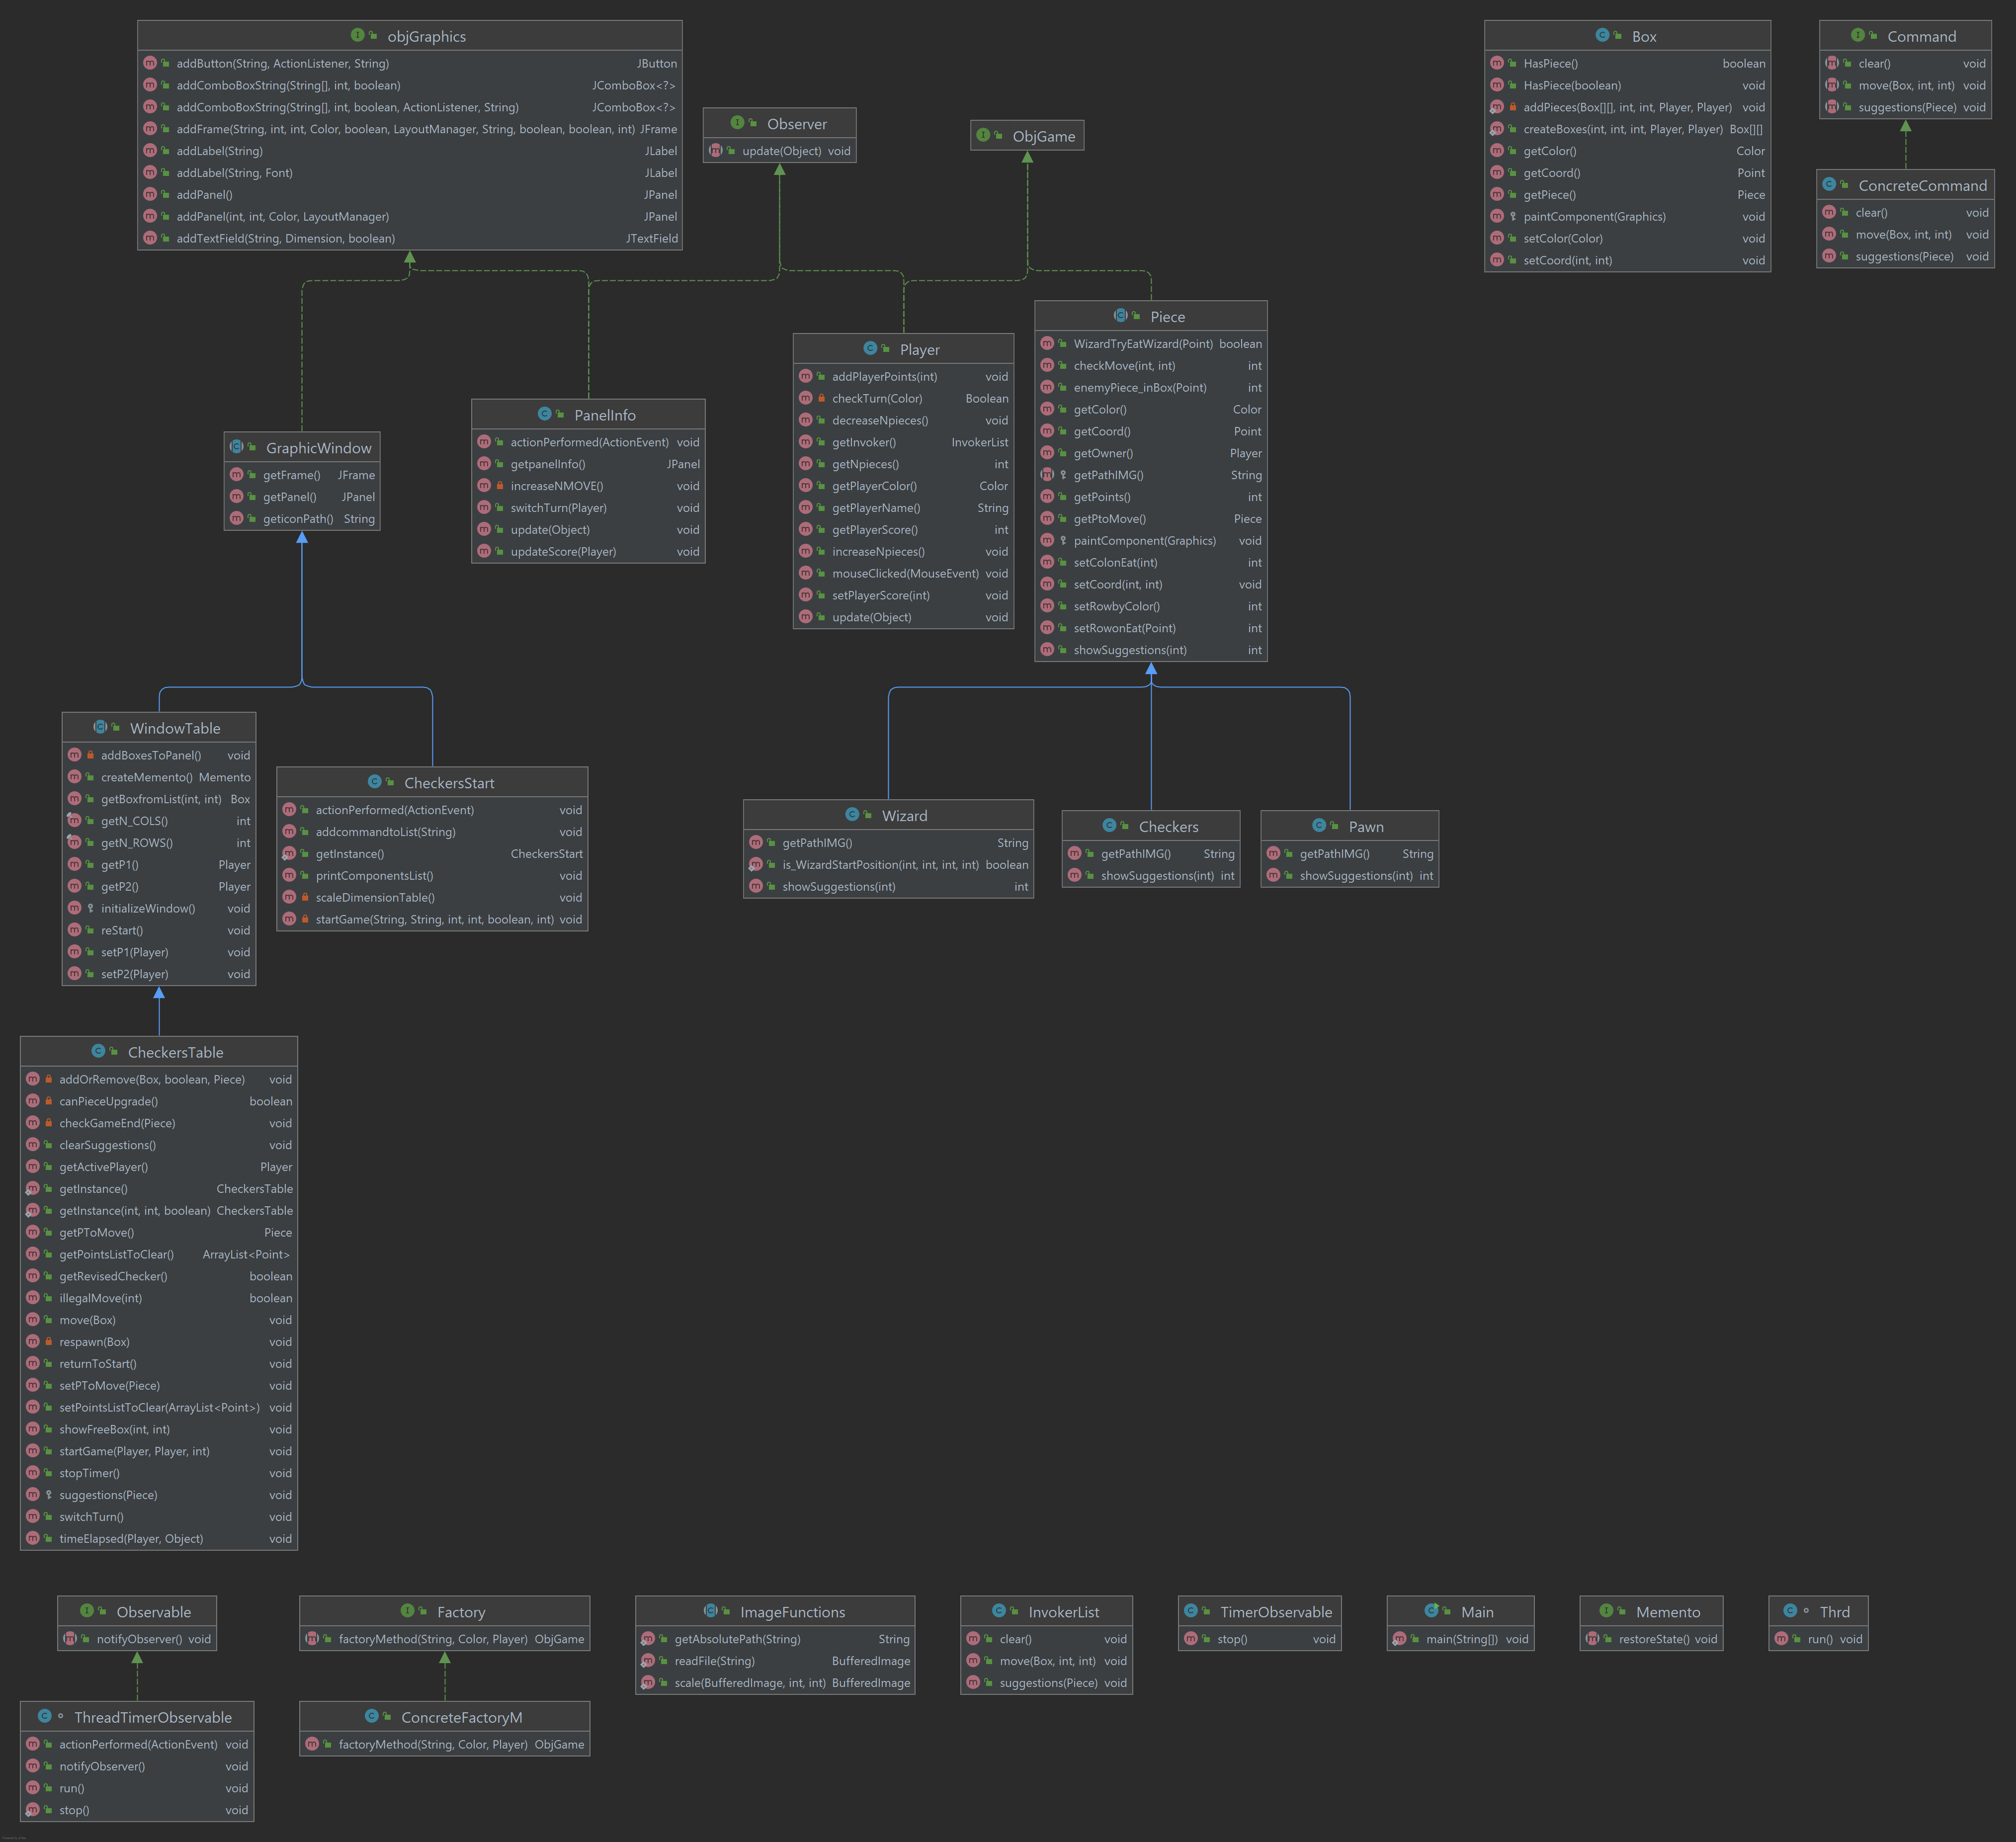 objGraphics
addButton(String, ActionListener, String) JButton
addComboBoxString(String[], int, boolean) JComboBox<?>
addComboBoxString(String[], int, boolean, ActionListener, String) JComboBox<?>
addFrame(String, int, int, Color, boolean, LayoutManager, String, boolean, boolean, int) JFrame
addLabel(String) JLabel
addLabel(String, Font) JLabel
addPanel() JPanel
addPanel(int, int, Color, LayoutManager) JPanel
addTextField(String, Dimension, boolean) JTextField
Observer
update(Object) void
ObjGame
Box
HasPiece() boolean
HasPiece(boolean) void
addPieces(Box[][], int, int, Player, Player) void
createBoxes(int, int, int, Player, Player) Box[][]
getColor() Color
getCoord() Point
getPiece() Piece
paintComponent(Graphics) void
setColor(Color) void
setCoord(int, int) void
Command
clear() void
move(Box, int, int) void
suggestions(Piece) void
ConcreteCommand
clear() void
move(Box, int, int) void
suggestions(Piece) void
GraphicWindow
getFrame() JFrame
getPanel() JPanel
geticonPath() String
PanelInfo
actionPerformed(ActionEvent) void
getpanelInfo() JPanel
increaseNMOVE() void
switchTurn(Player) void
update(Object) void
updateScore(Player) void
Player
addPlayerPoints(int) void
checkTurn(Color) Boolean
decreaseNpieces() void
getInvoker() InvokerList
getNpieces() int
getPlayerColor() Color
getPlayerName() String
getPlayerScore() int
increaseNpieces() void
mouseClicked(MouseEvent) void
setPlayerScore(int) void
update(Object) void
Piece
WizardTryEatWizard(Point) boolean
checkMove(int, int) int
enemyPiece_inBox(Point) int
getColor() Color
getCoord() Point
getOwner() Player
getPathIMG() String
getPoints() int
getPtoMove() Piece
paintComponent(Graphics) void
setColonEat(int) int
setCoord(int, int) void
setRowbyColor() int
setRowonEat(Point) int
showSuggestions(int) int
WindowTable
addBoxesToPanel() void
createMemento() Memento
getBoxfromList(int, int) Box
getN_COLS() int
getN_ROWS() int
getP1() Player
getP2() Player
initializeWindow() void
reStart() void
setP1(Player) void
setP2(Player) void
CheckersStart
actionPerformed(ActionEvent) void
addcommandtoList(String) void
getInstance() CheckersStart
printComponentsList() void
scaleDimensionTable() void
startGame(String, String, int, int, boolean, int) void
Wizard
getPathIMG() String
is_WizardStartPosition(int, int, int, int) boolean
showSuggestions(int) int
Checkers
getPathIMG() String
showSuggestions(int) int
Pawn
getPathIMG() String
showSuggestions(int) int
CheckersTable
addOrRemove(Box, boolean, Piece) void
canPieceUpgrade() boolean
checkGameEnd(Piece) void
clearSuggestions() void
getActivePlayer() Player
getInstance() CheckersTable
getInstance(int, int, boolean) CheckersTable
getPToMove() Piece
getPointsListToClear() ArrayList<Point>
getRevisedChecker() boolean
illegalMove(int) boolean
move(Box) void
respawn(Box) void
returnToStart() void
setPToMove(Piece) void
setPointsListToClear(ArrayList<Point>) void
showFreeBox(int, int) void
startGame(Player, Player, int) void
stopTimer() void
suggestions(Piece) void
switchTurn() void
timeElapsed(Player, Object) void
Observable
notifyObserver() void
ThreadTimerObservable
actionPerformed(ActionEvent) void
notifyObserver() void
run() void
stop() void
Factory
factoryMethod(String, Color, Player) ObjGame
ConcreteFactoryM
factoryMethod(String, Color, Player) ObjGame
ImageFunctions
getAbsolutePath(String) String
readFile(String) BufferedImage
scale(BufferedImage, int, int) BufferedImage
InvokerList
clear() void
move(Box, int, int) void
suggestions(Piece) void
TimerObservable
stop() void
Main
main(String[]) void
Memento
restoreState() void
Thrd
run() void